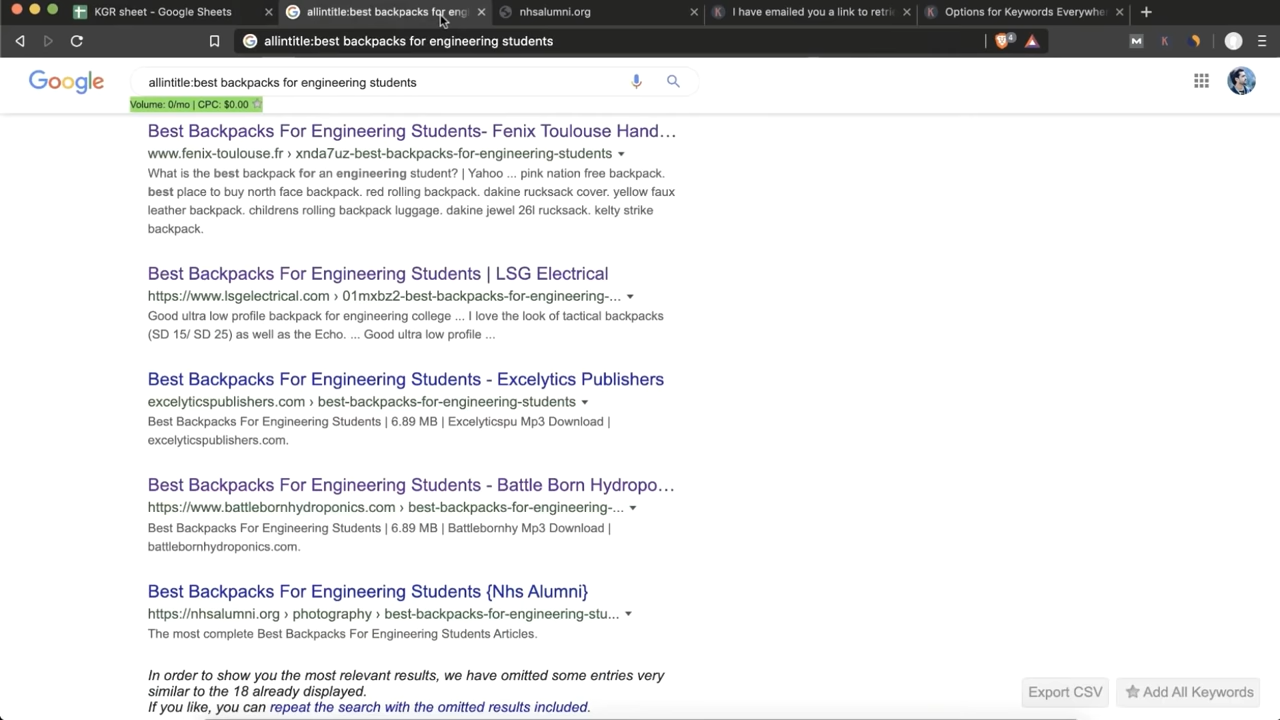 KGR sheet - Google Sheets
allintitle:best backpacks for eng
nhsalumni.org
I have emailed you a link to retri
Options for Keywords Everywhe
allintitle:best backpacks for engineering students
4
Google
allintitle:best backpacks for engineering students
Volume: 0/mo | CPC: $0.00
Best Backpacks For Engineering Students- Fenix Toulouse Hand...
www.fenix-toulouse.fr › xnda7uz-best-backpacks-for-engineering-students
What is the best backpack for an engineering student? | Yahoo ... pink nation free backpack.
best place to buy north face backpack. red rolling backpack. dakine rucksack cover. yellow faux
leather backpack. childrens rolling backpack luggage. dakine jewel 26l rucksack. kelty strike
backpack.
Best Backpacks For Engineering Students | LSG Electrical
https://www.lsgelectrical.com › 01mxbz2-best-backpacks-for-engineering-...
Good ultra low profile backpack for engineering college ... I love the look of tactical backpacks
(SD 15/ SD 25) as well as the Echo. ... Good ultra low profile ...
Best Backpacks For Engineering Students - Excelytics Publishers
excelyticspublishers.com › best-backpacks-for-engineering-students
Best Backpacks For Engineering Students | 6.89 MB | Excelyticspu Mp3 Download |
excelyticspublishers.com.
Best Backpacks For Engineering Students - Battle Born Hydropo...
https://www.battlebornhydroponics.com › best-backpacks-for-engineering-...
Best Backpacks For Engineering Students | 6.89 MB | Battlebornhy Mp3 Download |
battlebornhydroponics.com.
Best Backpacks For Engineering Students {Nhs Alumni}
https://nhsalumni.org › photography › best-backpacks-for-engineering-stu...
The most complete Best Backpacks For Engineering Students Articles.
In order to show you the most relevant results, we have omitted some entries very
similar to the 18 already displayed.
If you like, you can repeat the search with the omitted results included.
Export CSV
Add All Keywords